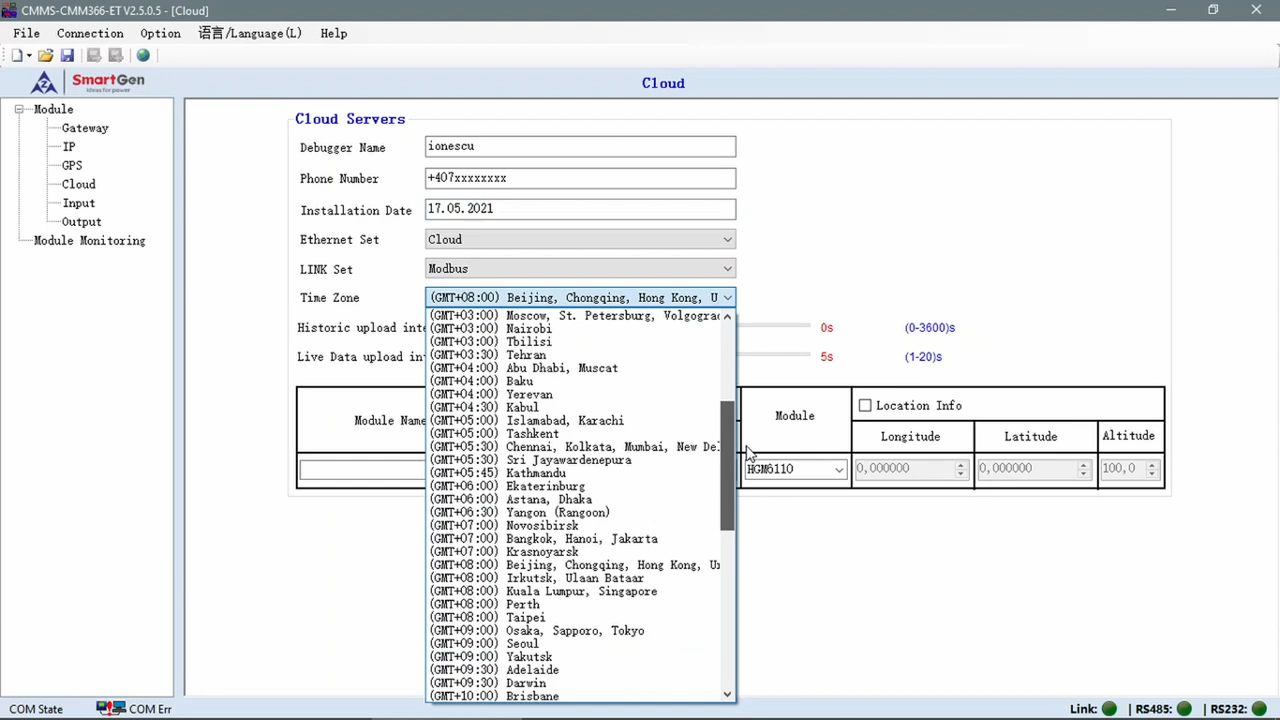 CMMS-CMM366-ET V2.5.0.5 - [Cloud]
File Connection Option 语言/Language(L) Help
SmartGen
ideas for power
Cloud
Module
Gateway
IP
GPS
Cloud
Input
Output
Module Monitoring
Cloud Servers
Debugger Name ionescu
Phone Number +407xxxxxxxx
Installation Date 17.05.2021
Ethernet Set Cloud
LINK Set Modbus
Time Zone (GMT+08:00) Beijing, Chongqing, Hong Kong, U
Historic upload int 0s (0-3600)s
Live Data upload in 5s (1-20)s
(GMT+03:00) Moscow, St. Petersburg, Volgograd
(GMT+03:00) Nairobi
(GMT+03:00) Tbilisi
(GMT+03:30) Tehran
(GMT+04:00) Abu Dhabi, Muscat
(GMT+04:00) Baku
(GMT+04:00) Yerevan
(GMT+04:30) Kabul
(GMT+05:00) Islamabad, Karachi
(GMT+05:00) Tashkent
(GMT+05:30) Chennai, Kolkata, Mumbai, New Del
(GMT+05:30) Sri Jayawardenepura
(GMT+05:45) Kathmandu
(GMT+06:00) Ekaterinburg
(GMT+06:00) Astana, Dhaka
(GMT+06:30) Yangon (Rangoon)
(GMT+07:00) Novosibirsk
(GMT+07:00) Bangkok, Hanoi, Jakarta
(GMT+07:00) Krasnoyarsk
(GMT+08:00) Beijing, Chongqing, Hong Kong, Ur
(GMT+08:00) Irkutsk, Ulaan Bataar
(GMT+08:00) Kuala Lumpur, Singapore
(GMT+08:00) Perth
(GMT+08:00) Taipei
(GMT+09:00) Osaka, Sapporo, Tokyo
(GMT+09:00) Seoul
(GMT+09:00) Yakutsk
(GMT+09:30) Adelaide
(GMT+09:30) Darwin
(GMT+10:00) Brisbane
Module Name Module Location Info
Longitude Latitude Altitude
HGM6110 0,000000 0,000000 100,0
COM State COM Err Link: | RS485: | RS232: